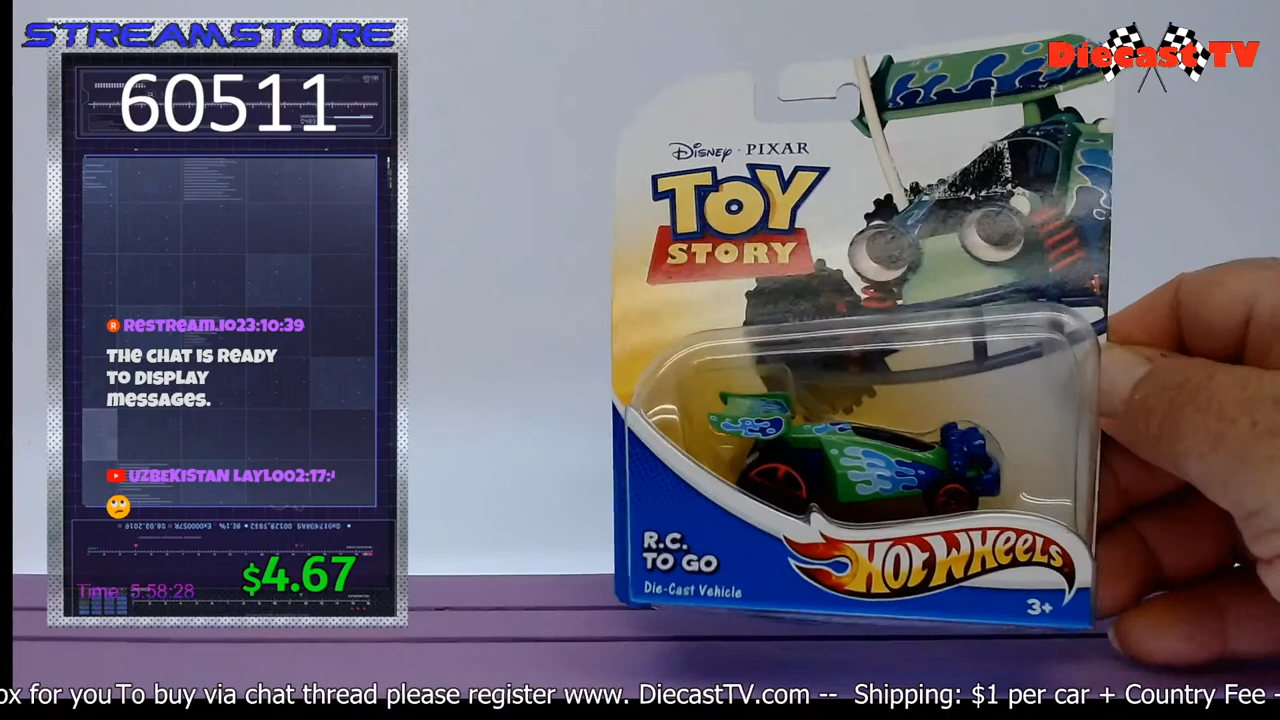 STREAMSTORE
60511
RESTREAM.IO23:10:39
THE CHAT IS READY
TO DISPLAY
MESSAGES.
UZBEKISTAN LAYLO02:17:
Time: 5:58:28
$4.67
Diecast TV
DISNEY · PIXAR
TOY
STORY
R.C.
TO GO
Die-Cast Vehicle
HOT WHEELS
3+
ox for you To buy via chat thread please register www. DiecastTV.com -- Shipping: $1 per car + Country Fee -